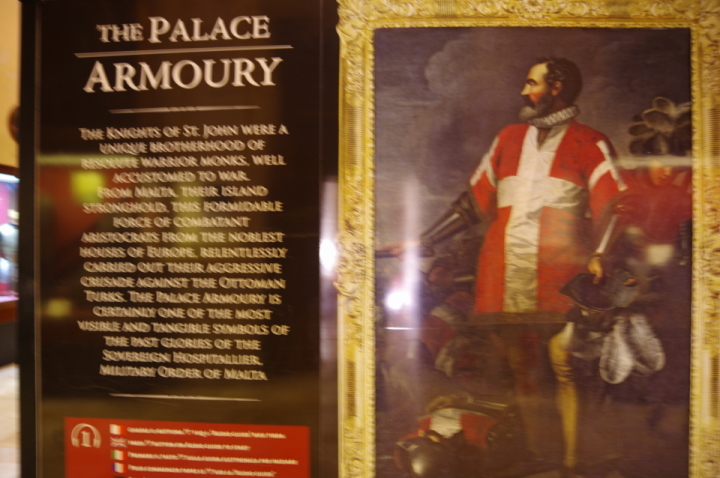 THE PALACE
ARMOURY
THE KNIGHTS OF ST. JOHN WERE A
UNIQUE BROTHERHOOD OF
RESOLUTE WARRIOR MONKS, WELL
ACCUSTOMED TO WAR.
FROM MALTA, THEIR ISLAND
STRONGHOLD, THIS FORMIDABLE
FORCE OF COMBATANT
ARISTOCRATS FROM THE NOBLEST
HOUSES OF EUROPE, RELENTLESSLY
CARRIED OUT THEIR AGGRESSIVE
CRUSADE AGAINST THE OTTOMAN
TURKS. THE PALACE ARMOURY IS
CERTAINLY ONE OF THE MOST
VISIBLE AND TANGIBLE SYMBOLS OF
THE PAST GLORIES OF THE
SOVEREIGN HOSPITALLIER,
MILITARY ORDER OF MALTA
1